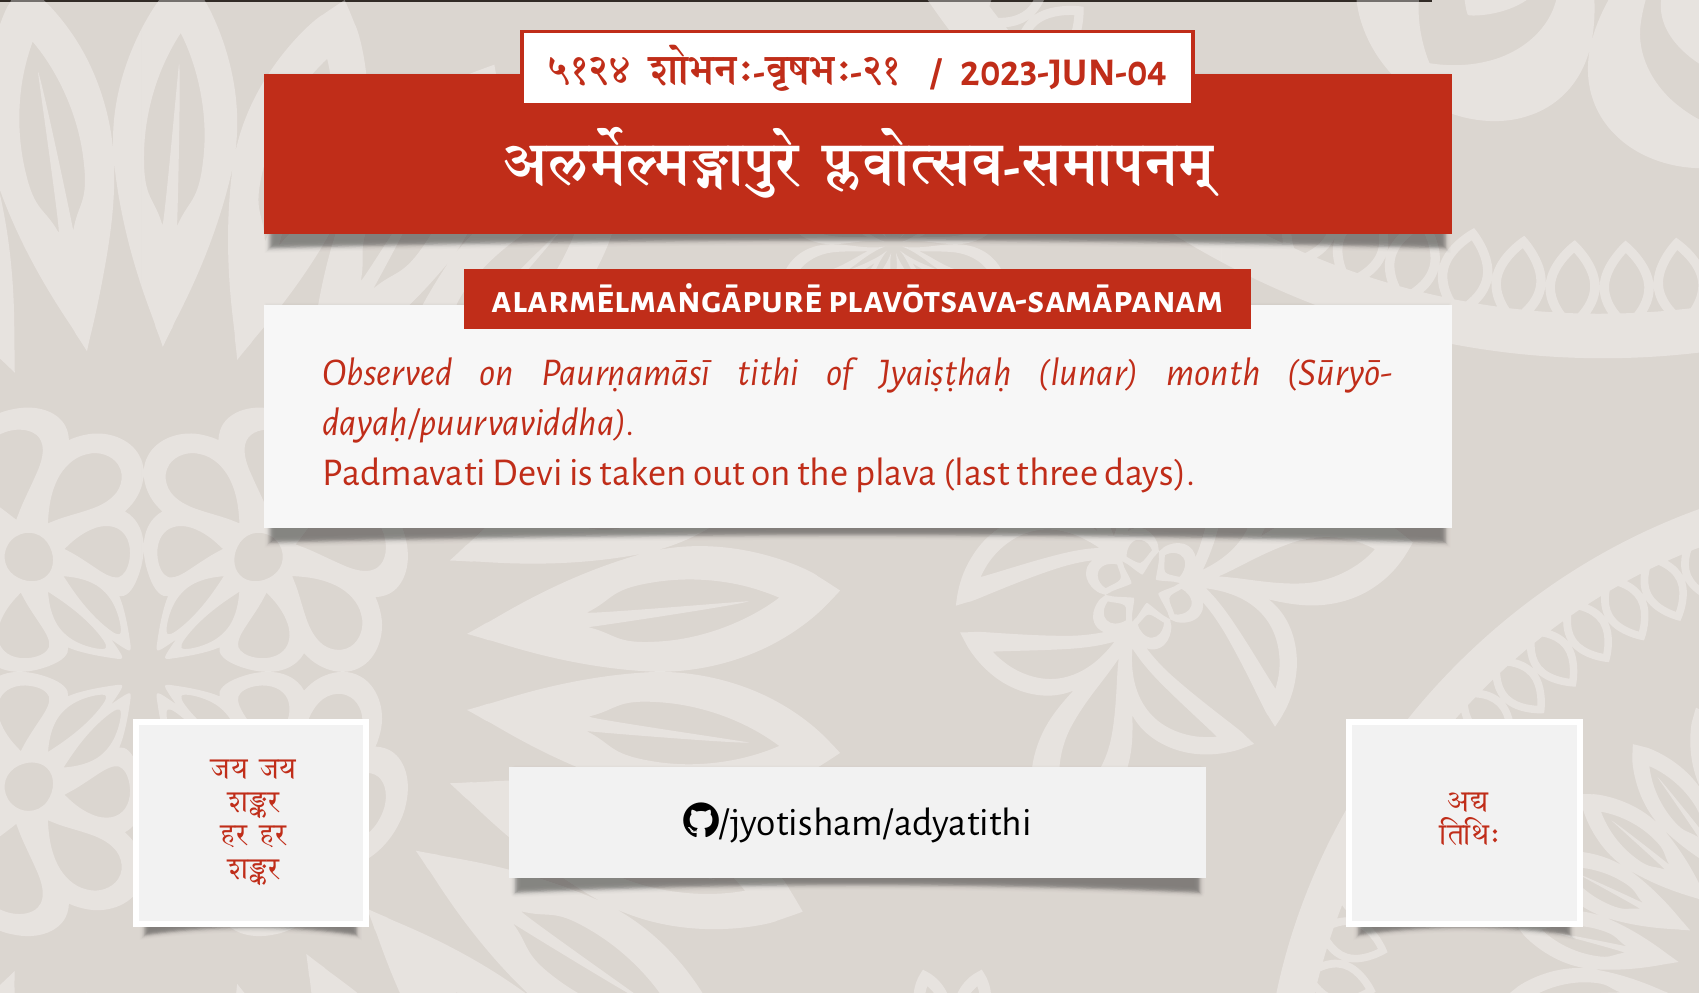 ५१२४ शोभनः-वृषभः-२१ / 2023-JUN-04
अलर्मेल्मङ्गापुरे प्लवोत्सव-समापनम्
ALARMĒLMAṄGĀPURĒ PLAVŌTSAVA-SAMĀPANAM
Observed on Paurṇamāsī tithi of Jyaiṣṭhaḥ (lunar) month (Sūryō-
dayaḥ/puurvaviddha).
Padmavati Devi is taken out on the plava (last three days).
जय जय
शङ्कर
हर हर
शङ्कर
/jyotisham/adyatithi
अद्य
तिथिः